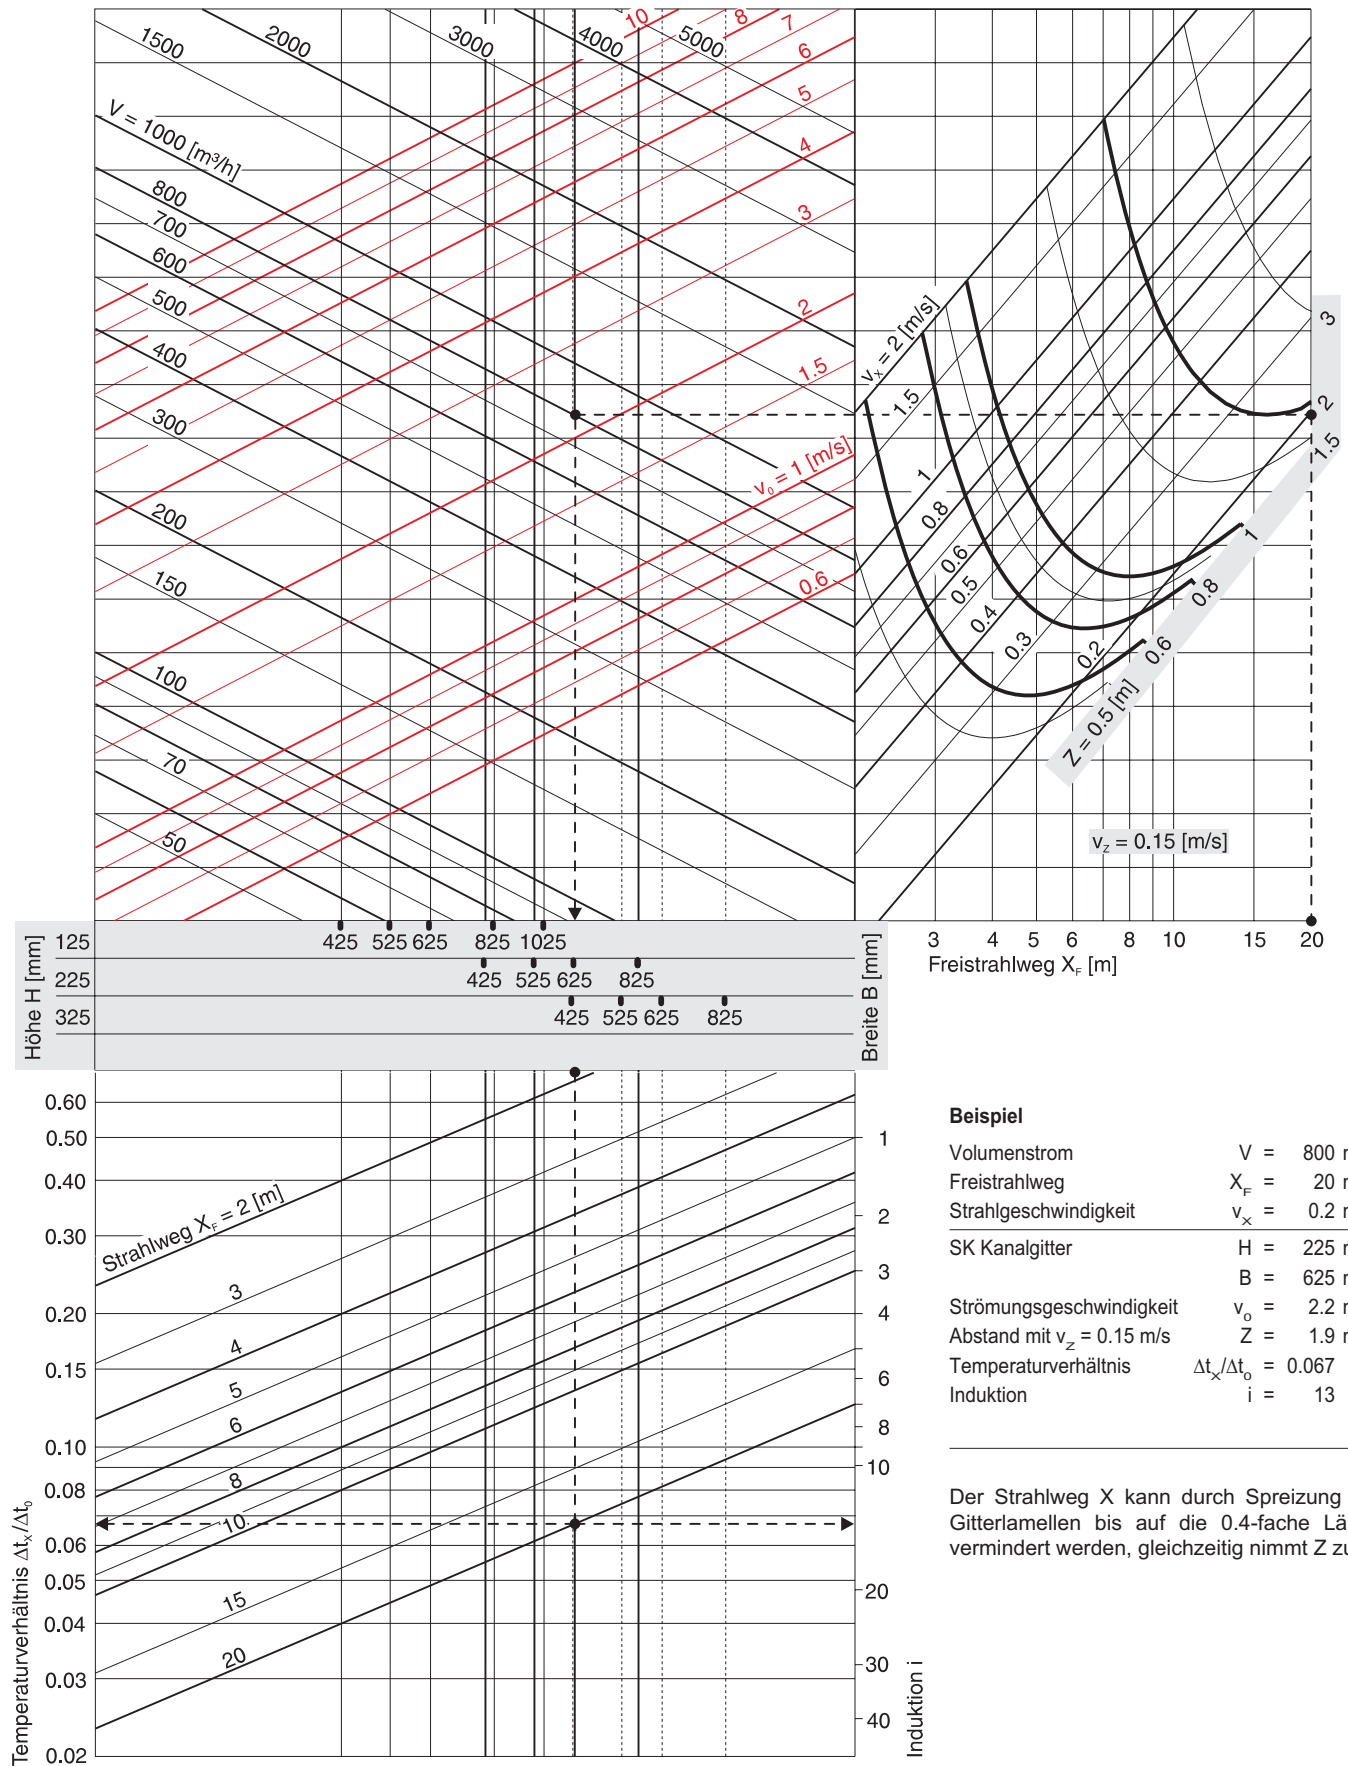 1500
2000
3000
4000
5000
10
8
7
6
5
4
3
2
1.5
v₀ = 1 [m/s]
0.6
V = 1000 [m³/h]
800
700
600
500
400
300
200
150
100
70
50
vₓ = 2 [m/s]
1.5
1
0.8
0.6
0.5
0.4
0.3
0.2
3
2
1.5
1
0.8
0.6
Z = 0.5 [m]
v_Z = 0.15 [m/s]
3 4 5 6 8 10 15 20
Freistrahlweg X_F [m]
Höhe H [mm]
Breite B [mm]
125 425 525 625 825 1025
225 425 525 625 825
325 425 525 625 825
0.60
0.50
0.40
0.30
0.20
0.15
0.10
0.08
0.06
0.05
0.04
0.03
0.02
Temperaturverhältnis Δtₓ/Δt₀
Strahlweg X_F = 2 [m]
3
4
5
6
8
10
15
20
1
2
3
4
6
8
10
20
30
40
Induktion i
Beispiel
Volumenstrom V = 800
Freistrahlweg X_F = 20
Strahlgeschwindigkeit vₓ = 0.2
SK Kanalgitter H = 225
B = 625
Strömungsgeschwindigkeit v₀ = 2.2
Abstand mit v_Z = 0.15 m/s Z = 1.9
Temperaturverhältnis Δtₓ/Δt₀ = 0.067
Induktion i = 13
Der Strahlweg X kann durch Spreizung
Gitterlamellen bis auf die 0.4-fache Lä
vermindert werden, gleichzeitig nimmt Z z